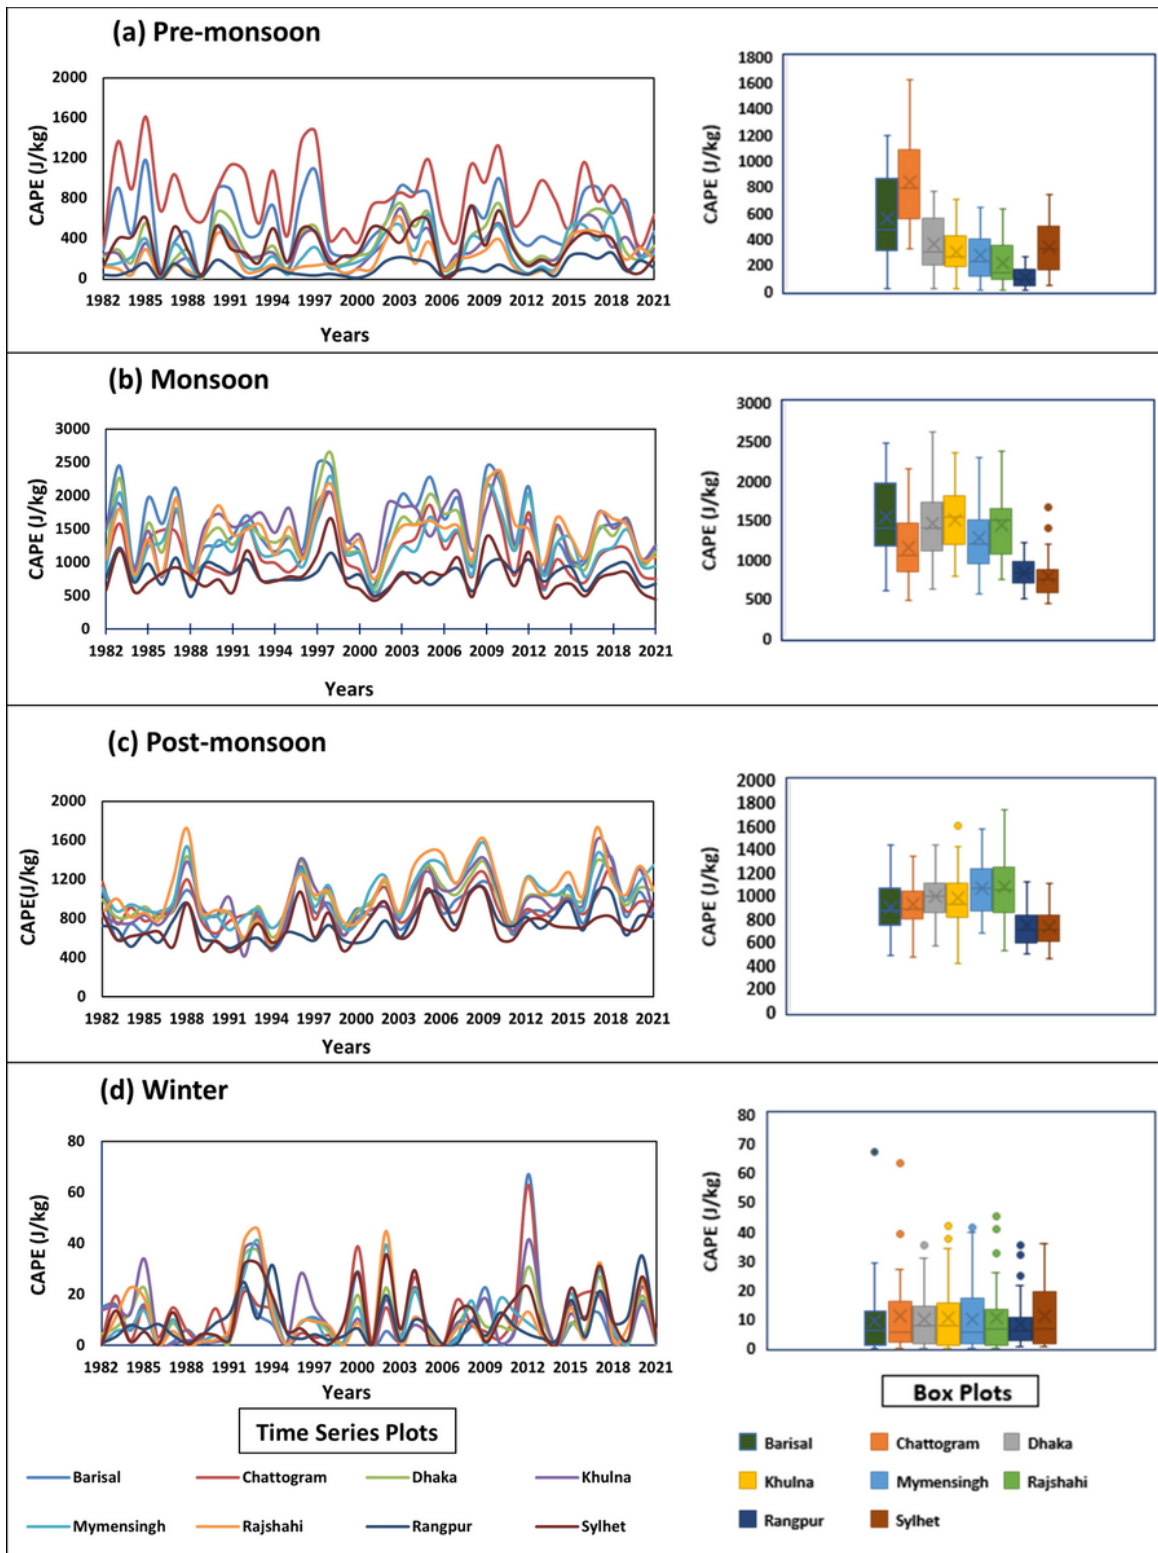 (a) Pre-monsoon
2000
1600
1200
800
400
0
CAPE (J/kg)
1982 1985 1988 1991 1994 1997 2000 2003 2006 2009 2012 2015 2018 2021
Years
1800
1600
1400
1200
1000
800
600
400
200
0
CAPE (J/kg)
(b) Monsoon
3000
2500
2000
1500
1000
500
0
CAPE (J/kg)
1982 1985 1988 1991 1994 1997 2000 2003 2006 2009 2012 2015 2018 2021
Years
3000
2500
2000
1500
1000
500
0
CAPE (J/kg)
(c) Post-monsoon
2000
1600
1200
800
400
0
CAPE(J/kg)
1982 1985 1988 1991 1994 1997 2000 2003 2006 2009 2012 2015 2018 2021
Years
2000
1800
1600
1400
1200
1000
800
600
400
200
0
CAPE (J/kg)
(d) Winter
80
60
40
20
0
CAPE (J/kg)
1982 1985 1988 1991 1994 1997 2000 2003 2006 2009 2012 2015 2018 2021
Years
80
70
60
50
40
30
20
10
0
CAPE (J/kg)
Time Series Plots
Barisal Chattogram Dhaka Khulna
Mymensingh Rajshahi Rangpur Sylhet
Box Plots
Barisal Chattogram Dhaka
Khulna Mymensingh Rajshahi
Rangpur Sylhet